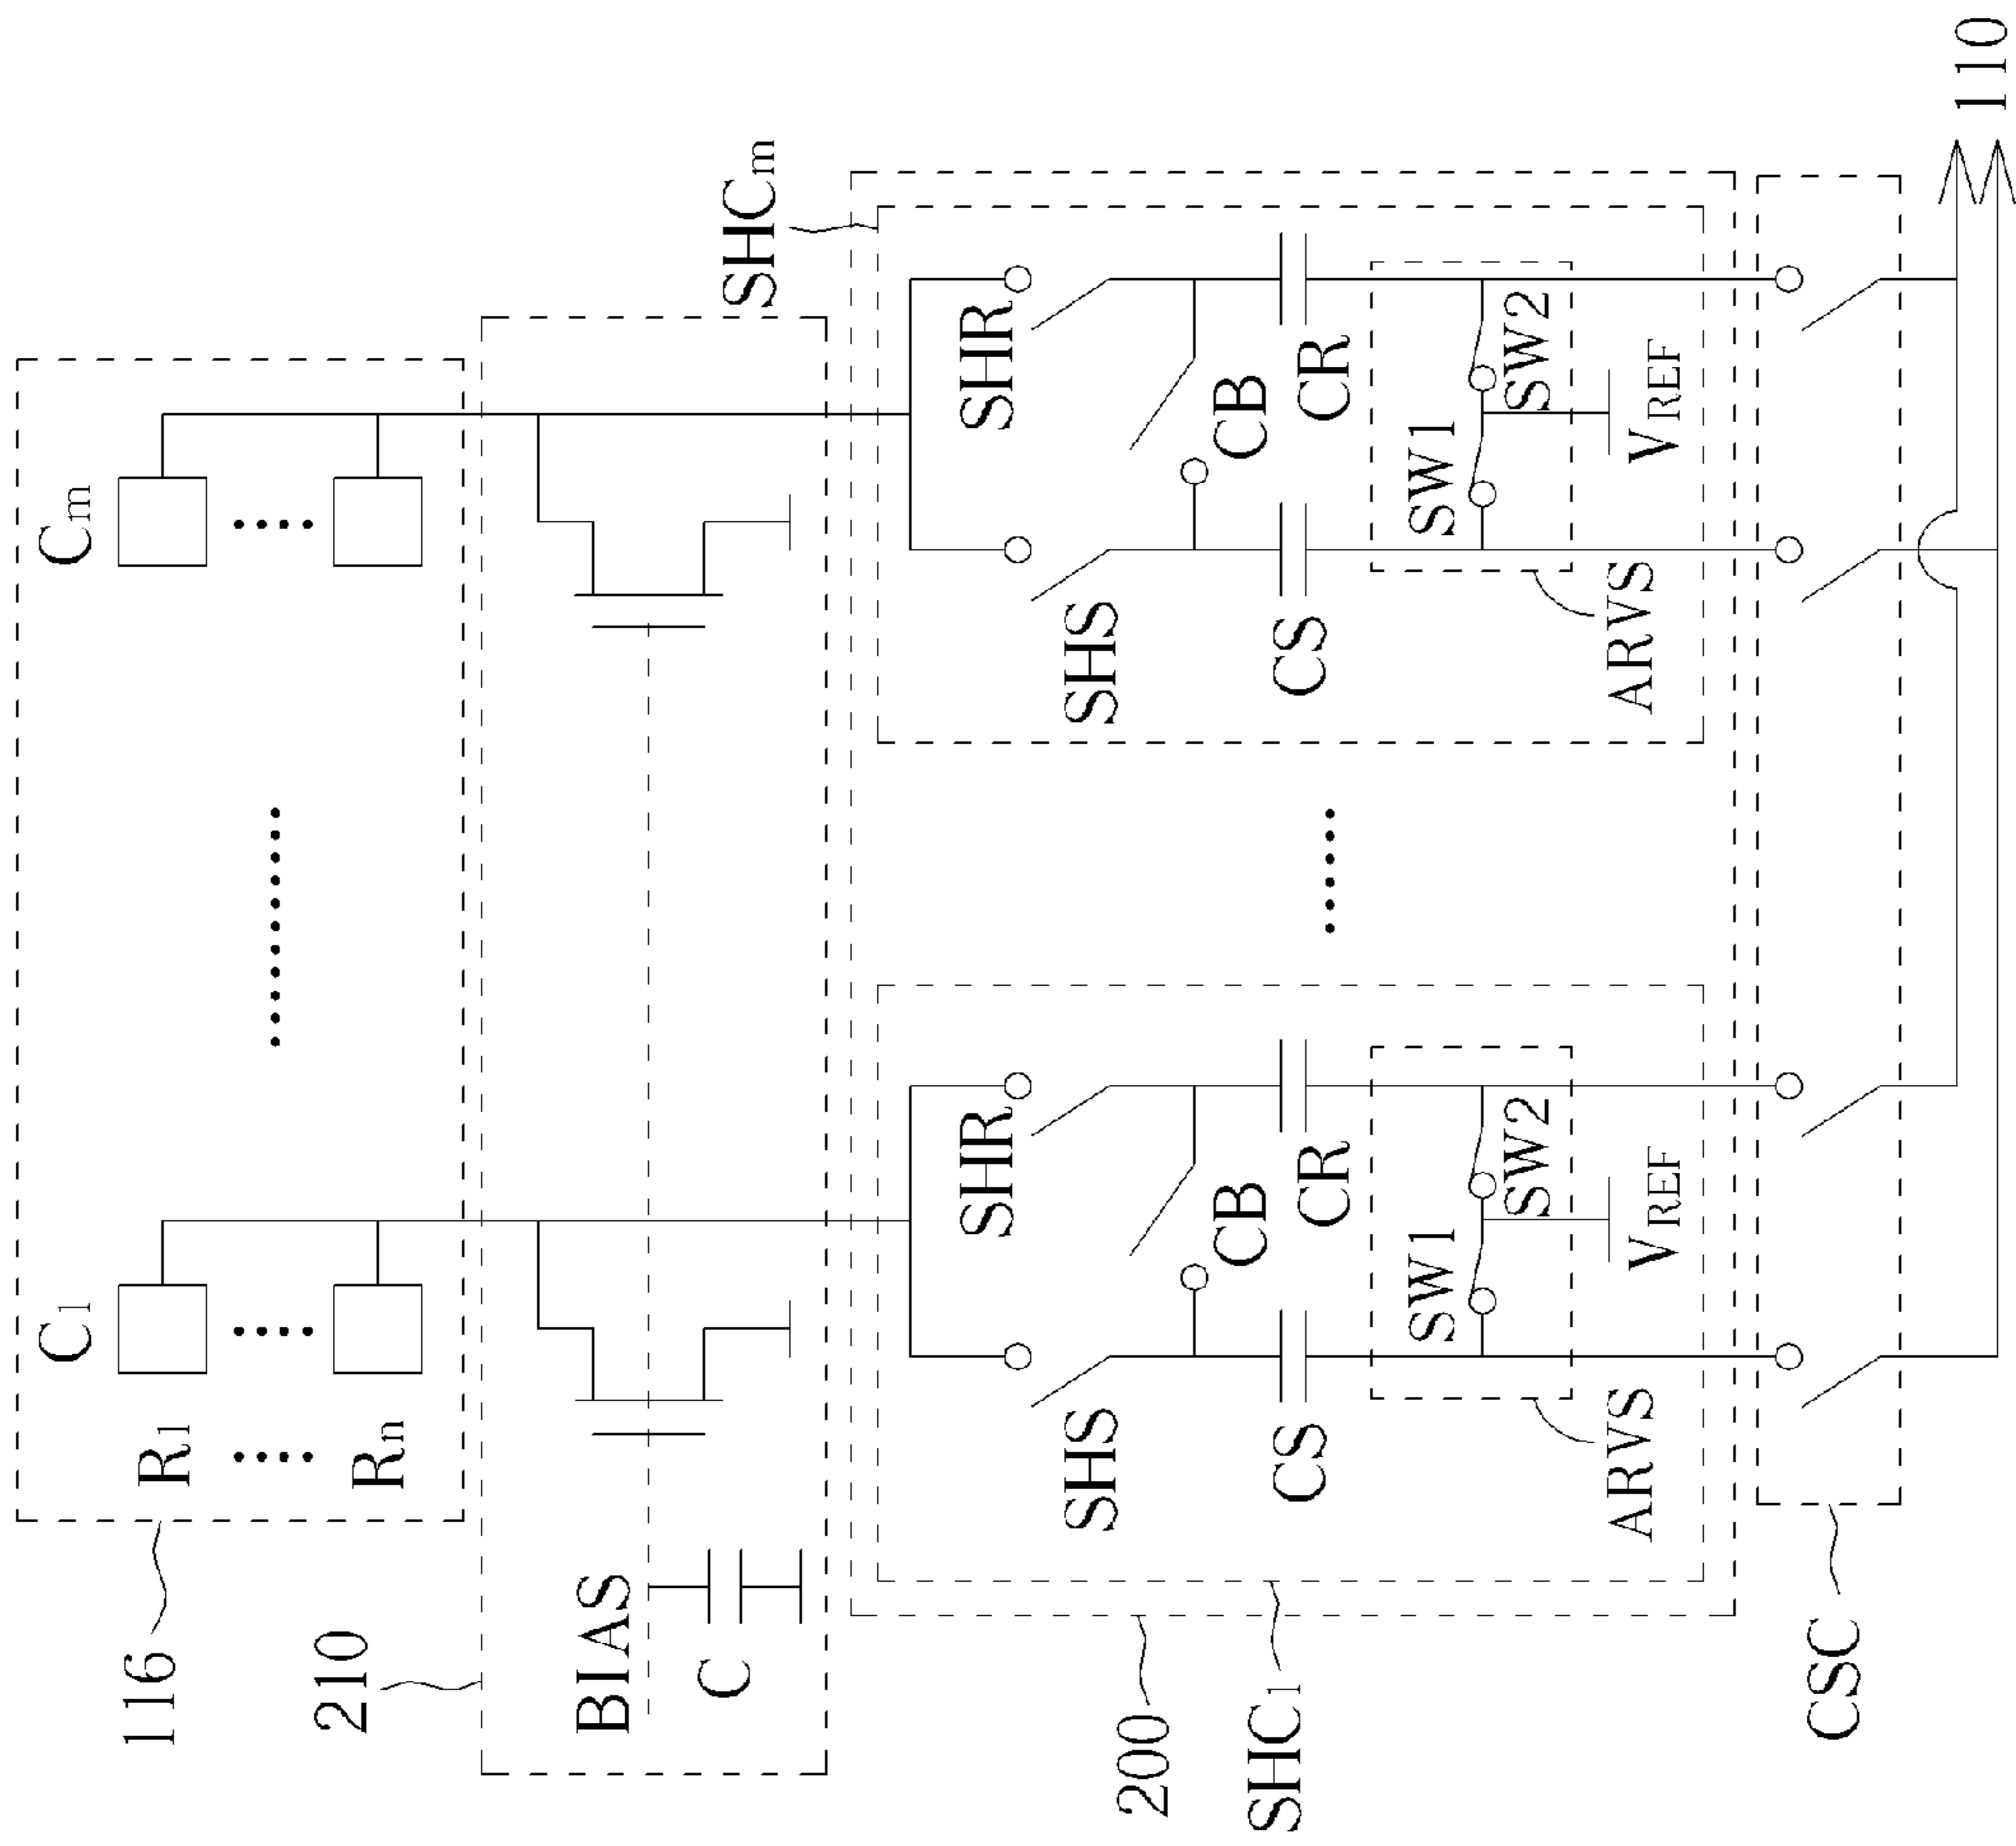 116
R1
Rn
C1
Cm
210
BIAS
C
SHCm
200
SHC1
SHS
SHR
CB
CS
CR
SW1
SW2
VREF
ARVS
SHS
SHR
CB
CS
CR
SW1
SW2
VREF
ARVS
CSC
110